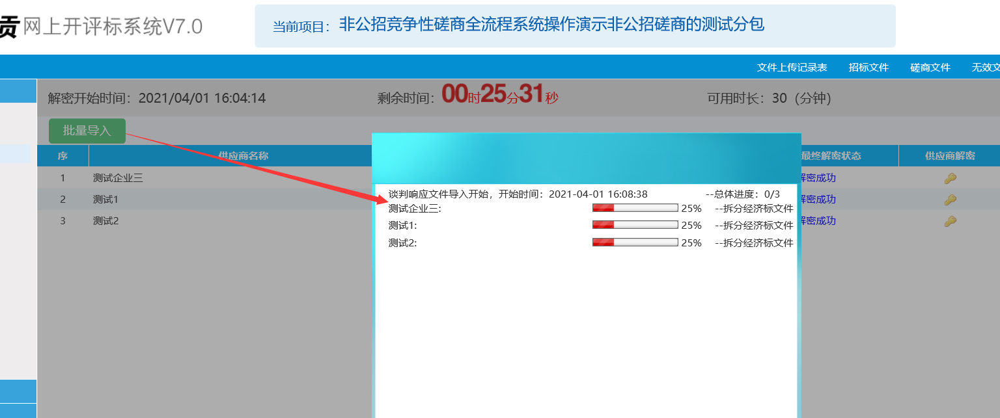 贡网上开评标系统V7.0
当前项目： 非公招竞争性磋商全流程系统操作演示非公招磋商的测试分包
文件上传记录表 招标文件 磋商文件 无效文
解密开始时间：2021/04/01 16:04:14 剩余时间：00时25分31秒 可用时长：30（分钟）
批量导入
序 供应商名称 最终解密状态 供应商解密
1 测试企业三 解密成功
2 测试1 解密成功
3 测试2 解密成功
谈判响应文件导入开始，开始时间：2021-04-01 16:08:38 --总体进度：0/3
测试企业三: 25% --拆分经济标文件
测试1: 25% --拆分经济标文件
测试2: 25% --拆分经济标文件